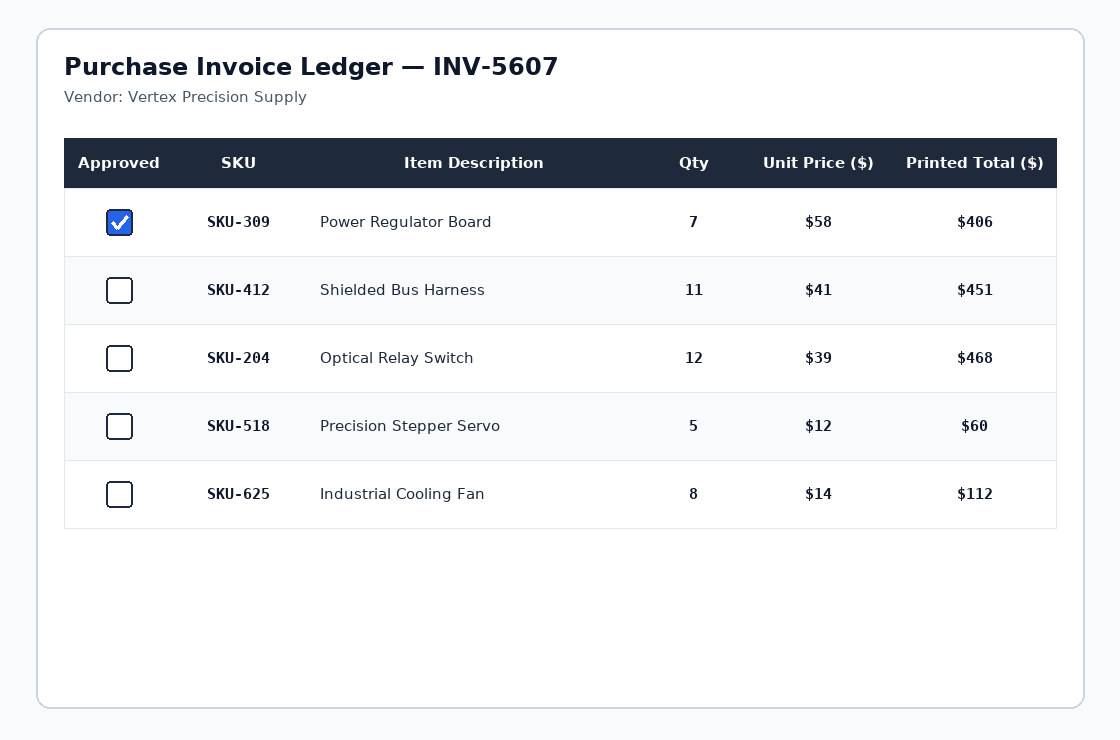 Purchase Invoice Ledger — INV-5607
Vendor: Vertex Precision Supply
Approved SKU Item Description Qty Unit Price ($) Printed Total ($)
SKU-309 Power Regulator Board 7 $58 $406
SKU-412 Shielded Bus Harness 11 $41 $451
SKU-204 Optical Relay Switch 12 $39 $468
SKU-518 Precision Stepper Servo 5 $12 $60
SKU-625 Industrial Cooling Fan 8 $14 $112